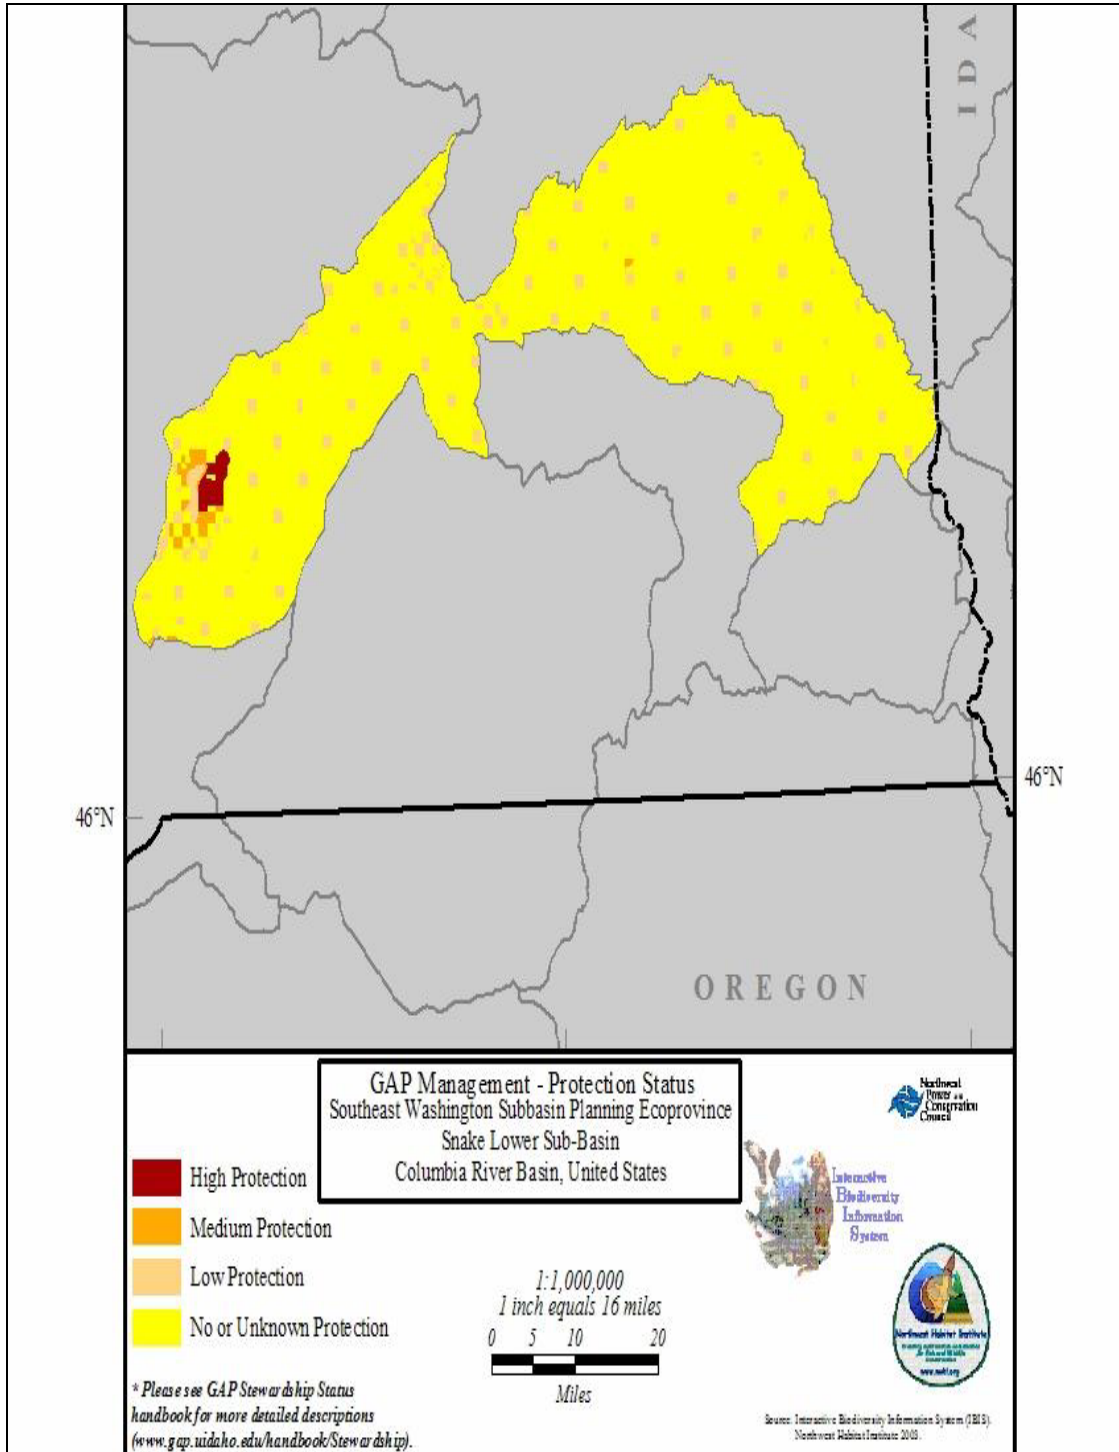 IDA
46°N
46°N
OREGON
GAP Management - Protection Status
Southeast Washington Subbasin Planning Ecoprovince
Snake Lower Sub-Basin
Columbia River Basin, United States
Northwest
Power and
Conservation
Council
High Protection
Medium Protection
Low Protection
No or Unknown Protection
Interactive
Biodiversity
Information
System
1:1,000,000
1 inch equals 16 miles
0 5 10 20
Miles
Northwest Habitat Institute
www.nwhi.org
* Please see GAP Stewardship Status
handbook for more detailed descriptions
(www.gap.uidaho.edu/handbook/Stewardship).
Source: Interactive Biodiversity Information System (IBIS).
Northwest Habitat Institute 2003.